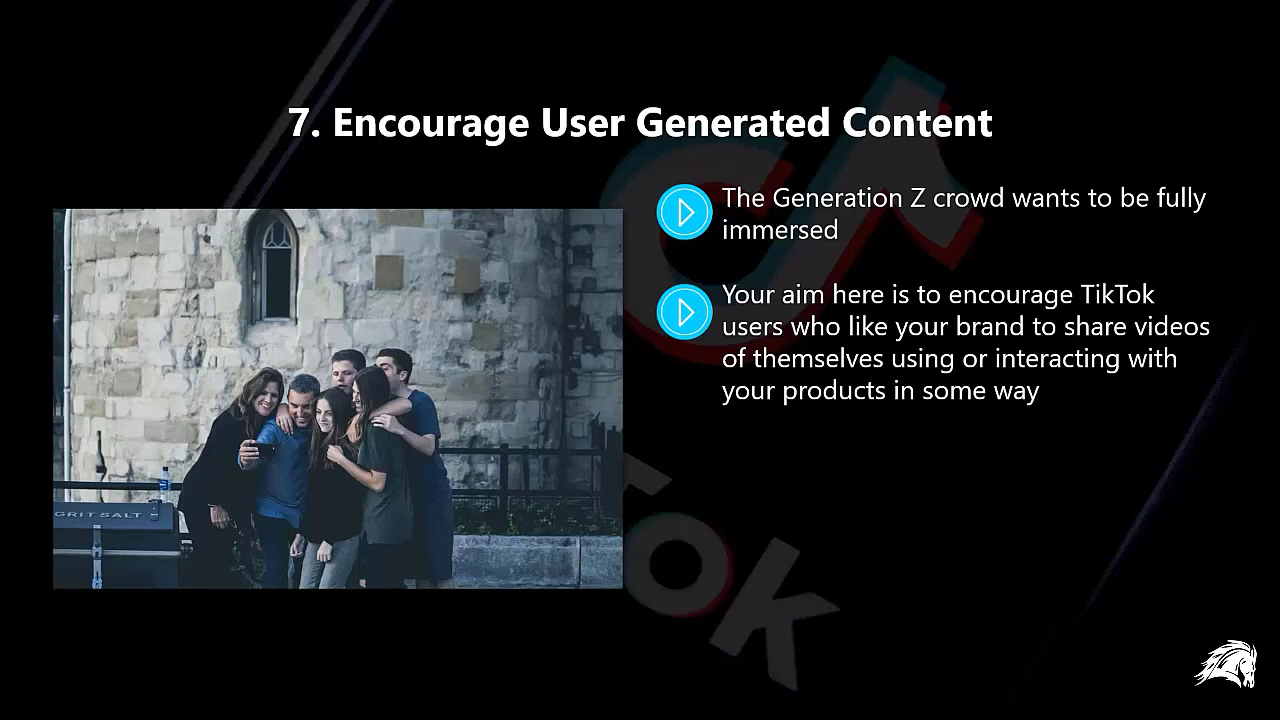 7. Encourage User Generated Content
The Generation Z crowd wants to be fully
immersed
Your aim here is to encourage TikTok
users who like your brand to share videos
of themselves using or interacting with
your products in some way
GRIT SALT
Tok